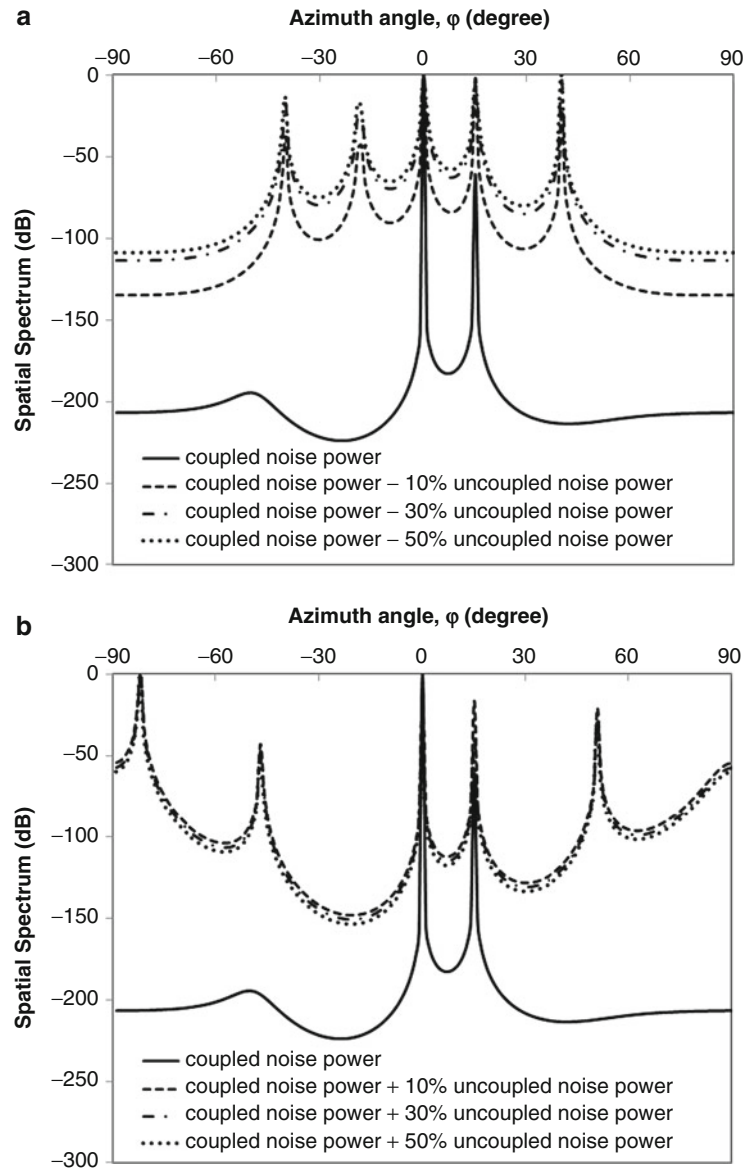 a
Azimuth angle, φ (degree)
−90 −60 −30 0 30 60 90
0
−50
−100
−150
−200
−250
−300
Spatial Spectrum (dB)
coupled noise power
coupled noise power − 10% uncoupled noise power
coupled noise power − 30% uncoupled noise power
coupled noise power − 50% uncoupled noise power
b
Azimuth angle, φ (degree)
−90 −60 −30 0 30 60 90
0
−50
−100
−150
−200
−250
−300
Spatial Spectrum (dB)
coupled noise power
coupled noise power + 10% uncoupled noise power
coupled noise power + 30% uncoupled noise power
coupled noise power + 50% uncoupled noise power